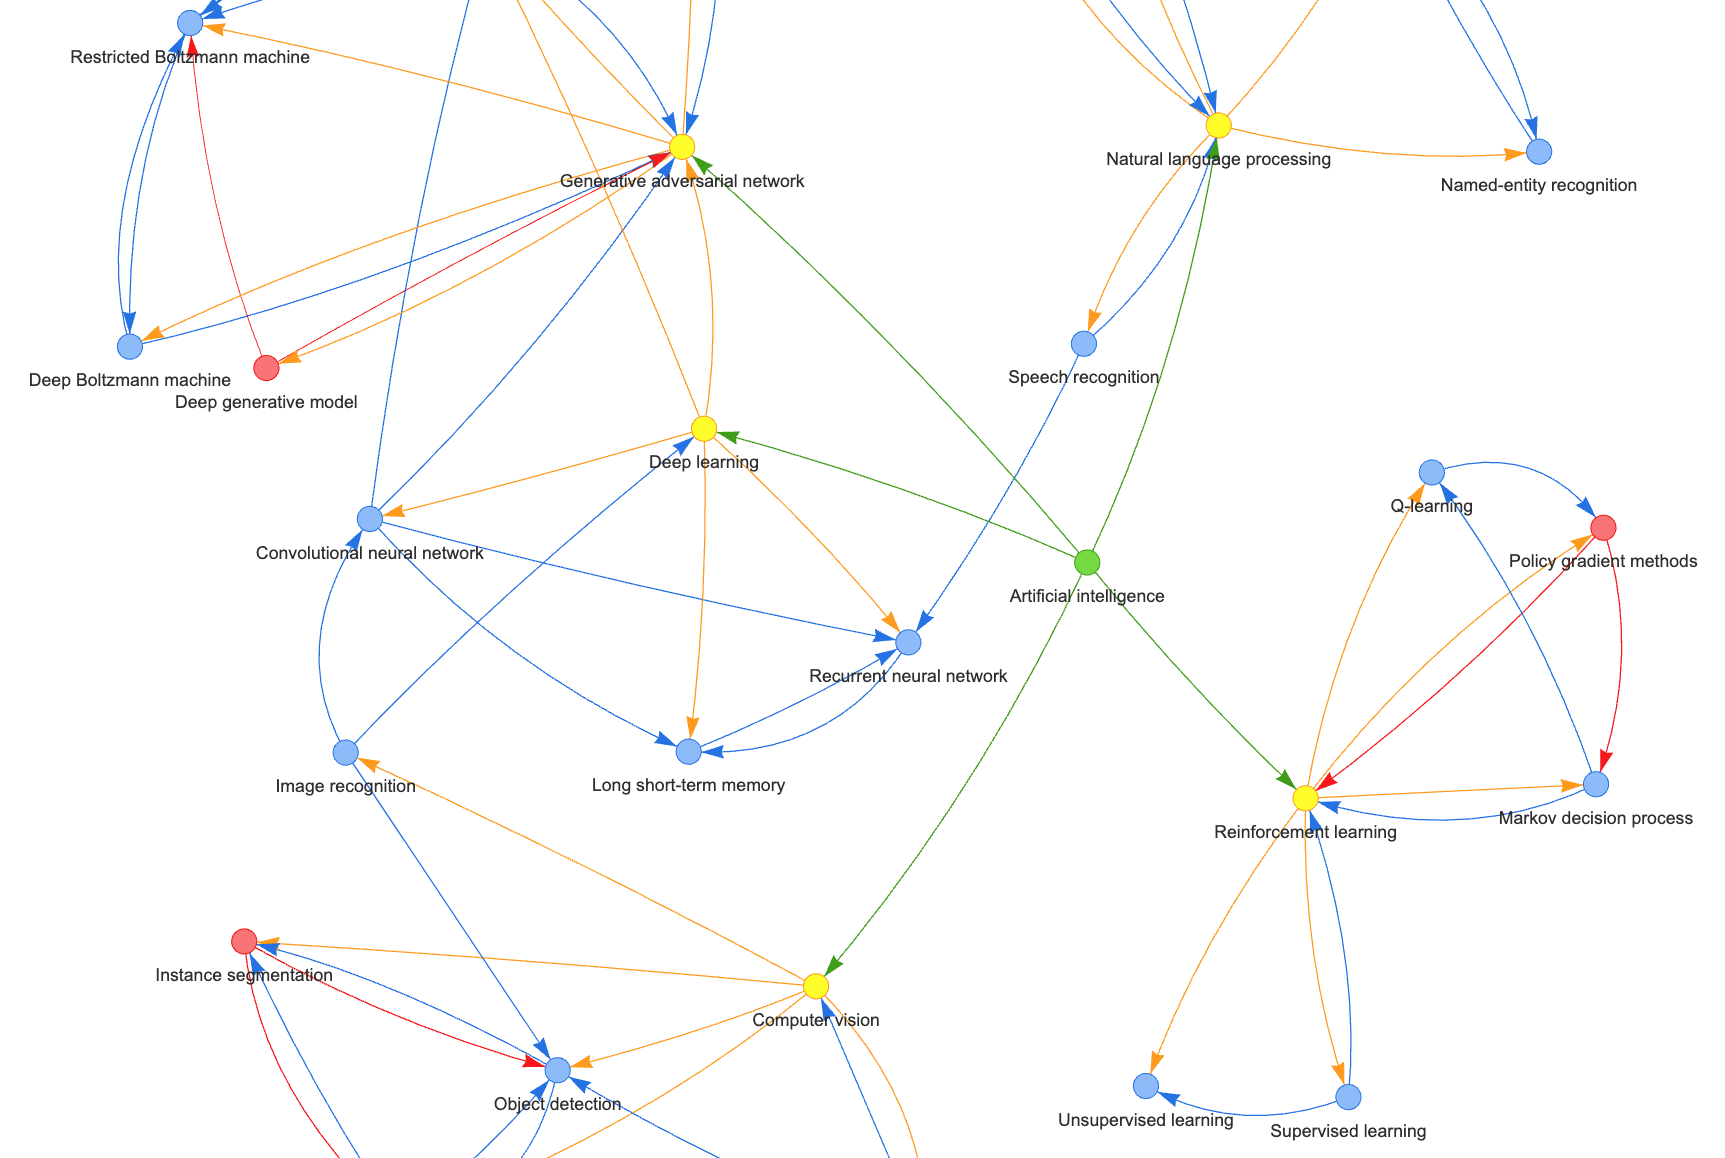 Restricted Boltzmann machine
Natural language processing
Generative adversarial network
Named-entity recognition
Speech recognition
Deep Boltzmann machine
Deep generative model
Deep learning
Q-learning
Convolutional neural network
Policy gradient methods
Artificial intelligence
Recurrent neural network
Image recognition
Long short-term memory
Markov decision process
Reinforcement learning
Instance segmentation
Computer vision
Object detection
Unsupervised learning
Supervised learning